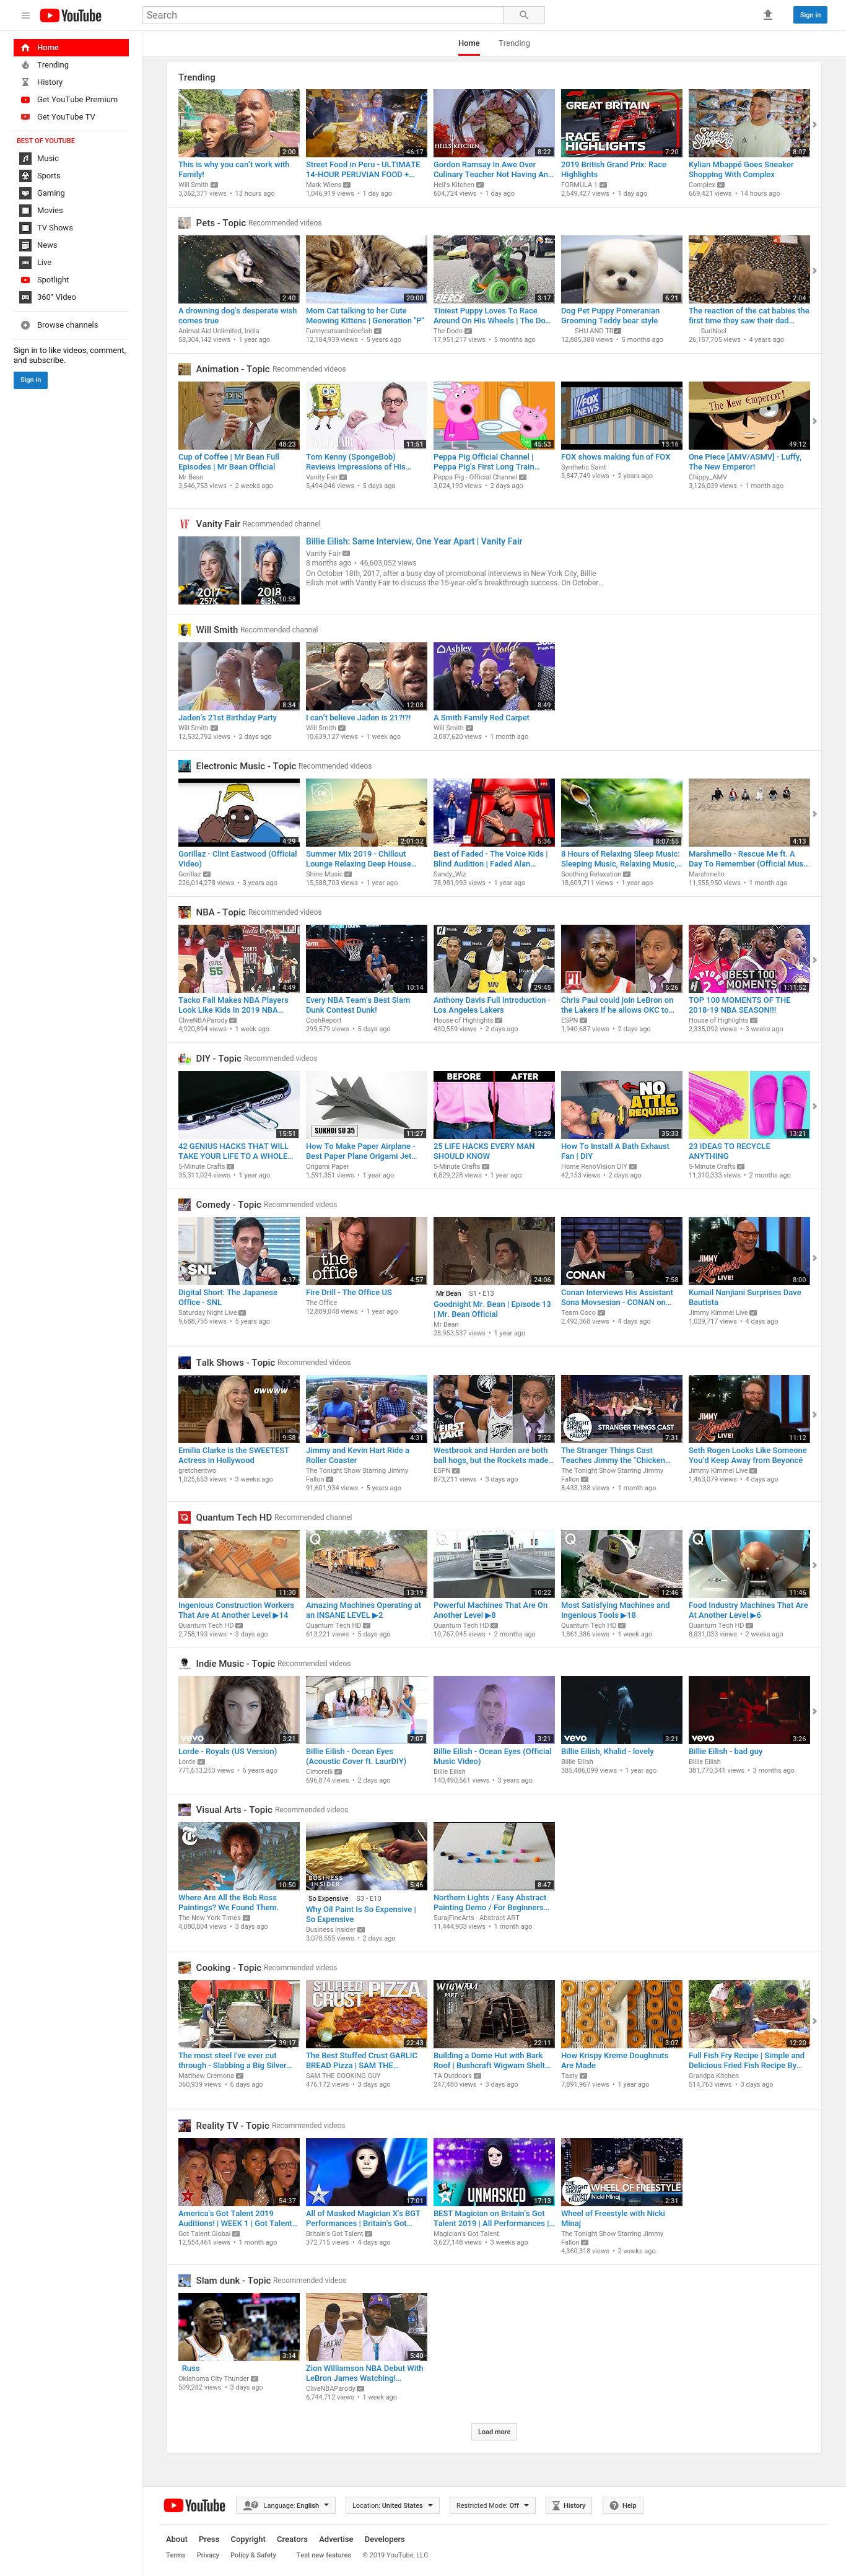 YouTube
Search
Sign in
Home
Trending
Home
Trending
History
Get YouTube Premium
Get YouTube TV
BEST OF YOUTUBE
Music
Sports
Gaming
Movies
TV Shows
News
Live
Spotlight
360° Video
Browse channels
Sign in to like videos, comment,
and subscribe.
Sign in
Trending
2:00
This is why you can't work with
Family!
Will Smith
3,362,371 views • 13 hours ago
46:17
Street Food in Peru - ULTIMATE
14-HOUR PERUVIAN FOOD +...
Mark Wiens
1,046,919 views • 1 day ago
HELL'S KITCHEN
8:22
Gordon Ramsay In Awe Over
Culinary Teacher Not Having An...
Hell's Kitchen
604,724 views • 1 day ago
GREAT BRITAIN
RACE
HIGHLIGHTS
7:20
2019 British Grand Prix: Race
Highlights
FORMULA 1
2,649,427 views • 1 day ago
Sneaker
Shopping
8:07
Kylian Mbappé Goes Sneaker
Shopping With Complex
Complex
669,421 views • 14 hours ago
Pets - Topic Recommended videos
2:40
A drowning dog's desperate wish
comes true
Animal Aid Unlimited, India
58,304,142 views • 1 year ago
20:00
Mom Cat talking to her Cute
Meowing Kittens | Generation "P"
Funnycatsandnicefish
12,184,939 views • 5 years ago
FIERCE
3:17
Tiniest Puppy Loves To Race
Around On His Wheels | The Do...
The Dodo
17,951,217 views • 5 months ago
6:21
Dog Pet Puppy Pomeranian
Grooming Teddy bear style
SHU AND TR
12,885,388 views • 5 months ago
2:04
The reaction of the cat babies the
first time they saw their dad...
SuriNoel
26,157,705 views • 4 years ago
Animation - Topic Recommended videos
48:23
Cup of Coffee | Mr Bean Full
Episodes | Mr Bean Official
Mr Bean
3,546,753 views • 2 weeks ago
11:51
Tom Kenny (SpongeBob)
Reviews Impressions of His...
Vanity Fair
5,494,046 views • 5 days ago
45:53
Peppa Pig Official Channel |
Peppa Pig's First Long Train...
Peppa Pig - Official Channel
3,024,190 views • 2 days ago
FOX
NEWS
13:16
FOX shows making fun of FOX
Synthetic Saint
3,847,749 views • 2 years ago
The New Emperor!
49:12
One Piece [AMV/ASMV] - Luffy,
The New Emperor!
Chippy_AMV
3,126,039 views • 1 month ago
VF Vanity Fair Recommended channel
2017
257K
2018
6.3M
10:58
Billie Eilish: Same Interview, One Year Apart | Vanity Fair
Vanity Fair
8 months ago • 46,603,052 views
On October 18th, 2017, after a busy day of promotional interviews in New York City, Billie
Eilish met with Vanity Fair to discuss the 15-year-old's breakthrough success. On October...
Will Smith Recommended channel
8:34
Jaden's 21st Birthday Party
Will Smith
12,532,792 views • 2 days ago
12:08
I can't believe Jaden is 21?!?!
Will Smith
10,639,127 views • 1 week ago
Ashley
8:49
A Smith Family Red Carpet
Will Smith
3,087,620 views • 1 month ago
Electronic Music - Topic Recommended videos
4:29
Gorillaz - Clint Eastwood (Official
Video)
Gorillaz
226,014,278 views • 3 years ago
2:01:32
Summer Mix 2019 - Chillout
Lounge Relaxing Deep House...
Shine Music
15,588,703 views • 1 year ago
5:36
Best of Faded - The Voice Kids |
Blind Audition | Faded Alan...
Sandy_Wiz
78,981,993 views • 1 year ago
8:07:55
8 Hours of Relaxing Sleep Music:
Sleeping Music, Relaxing Music,...
Soothing Relaxation
18,609,711 views • 1 year ago
4:13
Marshmello - Rescue Me ft. A
Day To Remember (Official Mus...
Marshmello
11,555,950 views • 1 month ago
NBA - Topic Recommended videos
55
4:49
Tacko Fall Makes NBA Players
Look Like Kids In 2019 NBA...
CliveNBAParody
4,920,894 views • 1 week ago
10:14
Every NBA Team's Best Slam
Dunk Contest Dunk!
CoshReport
299,579 views • 5 days ago
29:45
Anthony Davis Full Introduction -
Los Angeles Lakers
House of Highlights
430,559 views • 2 days ago
5:26
Chris Paul could join LeBron on
the Lakers if he allows OKC to...
ESPN
1,940,687 views • 2 days ago
BEST 100
MOMENTS
1:11:52
TOP 100 MOMENTS OF THE
2018-19 NBA SEASON!!!
House of Highlights
2,335,092 views • 3 weeks ago
DIY - Topic Recommended videos
15:51
42 GENIUS HACKS THAT WILL
TAKE YOUR LIFE TO A WHOLE...
5-Minute Crafts
35,311,024 views • 1 year ago
SUKHOI SU 35
11:27
How To Make Paper Airplane -
Best Paper Plane Origami Jet...
Origami Paper
1,591,351 views • 1 year ago
BEFORE AFTER
12:29
25 LIFE HACKS EVERY MAN
SHOULD KNOW
5-Minute Crafts
6,829,228 views • 1 year ago
NO
ATTIC
REQUIRED
35:33
How To Install A Bath Exhaust
Fan | DIY
Home RenoVision DIY
42,153 views • 2 days ago
13:21
23 IDEAS TO RECYCLE
ANYTHING
5-Minute Crafts
11,310,333 views • 2 months ago
Comedy - Topic Recommended videos
SNL
4:37
Digital Short: The Japanese
Office - SNL
Saturday Night Live
9,688,755 views • 5 years ago
the
office
4:57
Fire Drill - The Office US
The Office
12,889,048 views • 1 year ago
24:06
Mr Bean S1 • E13
Goodnight Mr. Bean | Episode 13
| Mr. Bean Official
Mr Bean
28,953,537 views • 1 year ago
CONAN
7:58
Conan Interviews His Assistant
Sona Movsesian - CONAN on...
Team Coco
2,492,368 views • 4 days ago
JIMMY
Kimmel
LIVE!
8:00
Kumail Nanjiani Surprises Dave
Bautista
Jimmy Kimmel Live
1,029,717 views • 4 days ago
Talk Shows - Topic Recommended videos
awwww
9:58
Emilia Clarke is the SWEETEST
Actress in Hollywood
gretchentwo
1,025,653 views • 3 weeks ago
4:31
Jimmy and Kevin Hart Ride a
Roller Coaster
The Tonight Show Starring Jimmy
Fallon
91,601,934 views • 5 years ago
FIRST TAKE
7:22
Westbrook and Harden are both
ball hogs, but the Rockets made...
ESPN
873,211 views • 3 days ago
THE
TONIGHT
SHOW
FALLON
STRANGER THINGS CAST
7:31
The Stranger Things Cast
Teaches Jimmy the "Chicken...
The Tonight Show Starring Jimmy
Fallon
8,433,188 views • 1 month ago
JIMMY
Kimmel
LIVE!
11:12
Seth Rogen Looks Like Someone
You'd Keep Away from Beyoncé
Jimmy Kimmel Live
1,463,079 views • 4 days ago
Quantum Tech HD Recommended channel
11:30
Ingenious Construction Workers
That Are At Another Level ▶14
Quantum Tech HD
2,758,193 views • 3 days ago
13:19
Amazing Machines Operating at
an INSANE LEVEL ▶2
Quantum Tech HD
613,221 views • 5 days ago
10:22
Powerful Machines That Are On
Another Level ▶8
Quantum Tech HD
10,767,045 views • 2 months ago
12:46
Most Satisfying Machines and
Ingenious Tools ▶18
Quantum Tech HD
1,861,386 views • 1 week ago
11:46
Food Industry Machines That Are
At Another Level ▶6
Quantum Tech HD
8,831,033 views • 2 weeks ago
Indie Music - Topic Recommended videos
vevo
3:21
Lorde - Royals (US Version)
Lorde
771,613,253 views • 6 years ago
7:07
Billie Eilish - Ocean Eyes
(Acoustic Cover ft. LaurDIY)
Cimorelli
696,874 views • 2 days ago
3:21
Billie Eilish - Ocean Eyes (Official
Music Video)
Billie Eilish
140,490,561 views • 3 years ago
vevo
3:21
Billie Eilish, Khalid - lovely
Billie Eilish
385,486,099 views • 1 year ago
vevo
3:26
Billie Eilish - bad guy
Billie Eilish
381,770,341 views • 3 months ago
Visual Arts - Topic Recommended videos
10:50
Where Are All the Bob Ross
Paintings? We Found Them.
The New York Times
4,080,804 views • 3 days ago
BUSINESS
INSIDER
5:46
So Expensive S3 • E10
Why Oil Paint Is So Expensive |
So Expensive
Business Insider
3,078,555 views • 2 days ago
8:47
Northern Lights / Easy Abstract
Painting Demo / For Beginners...
SurajFineArts - Abstract ART
11,444,903 views • 1 month ago
Cooking - Topic Recommended videos
39:17
The most steel I've ever cut
through - Slabbing a Big Silver...
Matthew Cremona
360,939 views • 6 days ago
STUFFED
CRUST PIZZA
22:43
The Best Stuffed Crust GARLIC
BREAD Pizza | SAM THE...
SAM THE COOKING GUY
476,172 views • 3 days ago
WIGWAM
PART 2
22:11
Building a Dome Hut with Bark
Roof | Bushcraft Wigwam Shelt...
TA Outdoors
247,480 views • 3 days ago
3:07
How Krispy Kreme Doughnuts
Are Made
Tasty
7,891,967 views • 1 year ago
12:20
Full Fish Fry Recipe | Simple and
Delicious Fried Fish Recipe By...
Grandpa Kitchen
514,763 views • 3 days ago
Reality TV - Topic Recommended videos
54:37
America's Got Talent 2019
Auditions! | WEEK 1 | Got Talent...
Got Talent Global
12,554,461 views • 1 month ago
17:01
All of Masked Magician X's BGT
Performances | Britain's Got...
Britain's Got Talent
372,715 views • 4 days ago
UNMASKED
17:13
BEST Magician on Britain's Got
Talent 2019 | All Performances |...
Magician's Got Talent
3,627,148 views • 3 weeks ago
THE
TONIGHT
SHOW
FALLON
WHEEL OF FREESTYLE
Nicki Minaj
2:31
Wheel of Freestyle with Nicki
Minaj
The Tonight Show Starring Jimmy
Fallon
4,360,318 views • 2 weeks ago
Slam dunk - Topic Recommended videos
3:14
Russ
Oklahoma City Thunder
509,282 views • 3 days ago
PELICANS
1
5:40
Zion Williamson NBA Debut With
LeBron James Watching!...
CliveNBAParody
6,744,712 views • 1 week ago
Load more
YouTube
Language: English
Location: United States
Restricted Mode: Off
History
Help
About Press Copyright Creators Advertise Developers
Terms Privacy Policy & Safety Test new features © 2019 YouTube, LLC